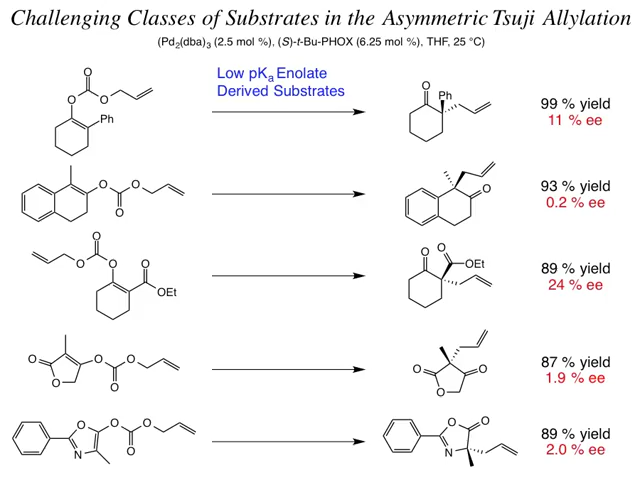 Challenging Classes of Substrates in the Asymmetric Tsuji Allylation
(Pd2(dba)3 (2.5 mol %), (S)-t-Bu-PHOX (6.25 mol %), THF, 25 °C)
Low pKa Enolate
Derived Substrates
O
O O
Ph
O
Ph
99 % yield
11 % ee
O O
O
O
93 % yield
0.2 % ee
O
O O O
OEt
O O
OEt
89 % yield
24 % ee
O O O
O O
O O
O
87 % yield
1.9 % ee
O O O
N O
O O
N
89 % yield
2.0 % ee